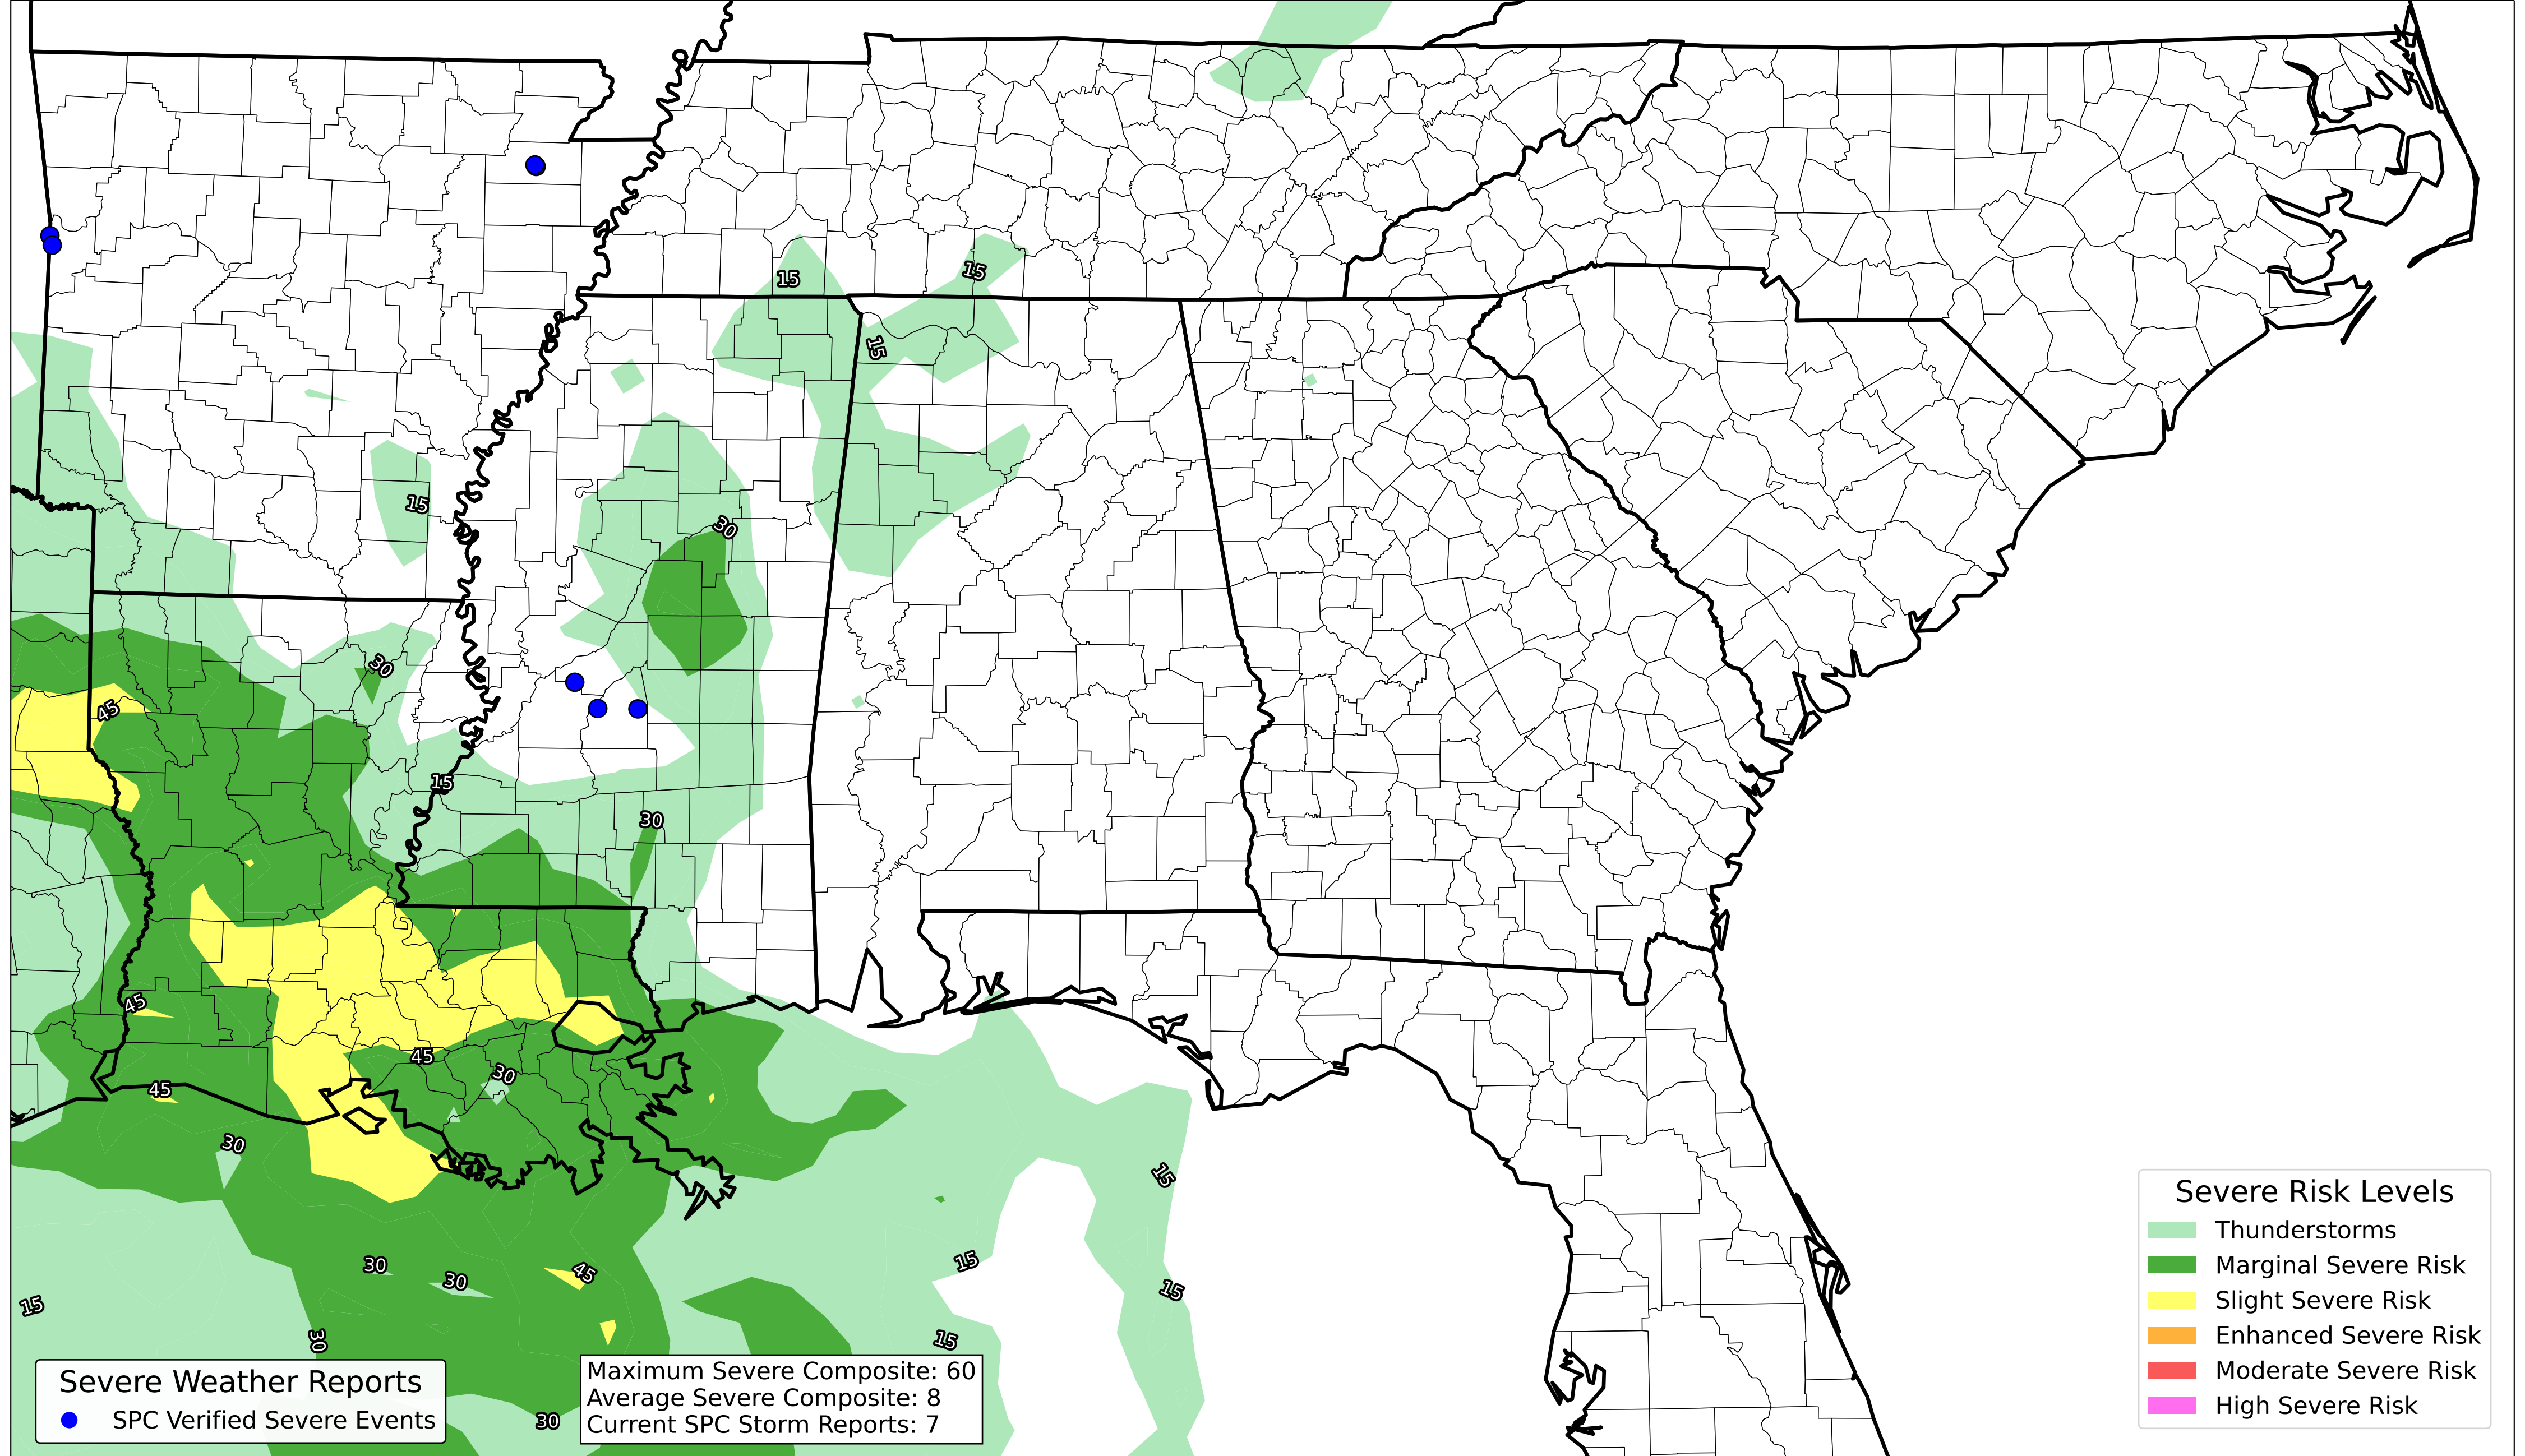 15
15
15
30
15
30
45
15
30
45
45
30
45
30
15
15
45
30
30
15
15
30
15
30
Severe Weather Reports
SPC Verified Severe Events
Maximum Severe Composite: 60
Average Severe Composite: 8
Current SPC Storm Reports: 7
Severe Risk Levels
Thunderstorms
Marginal Severe Risk
Slight Severe Risk
Enhanced Severe Risk
Moderate Severe Risk
High Severe Risk